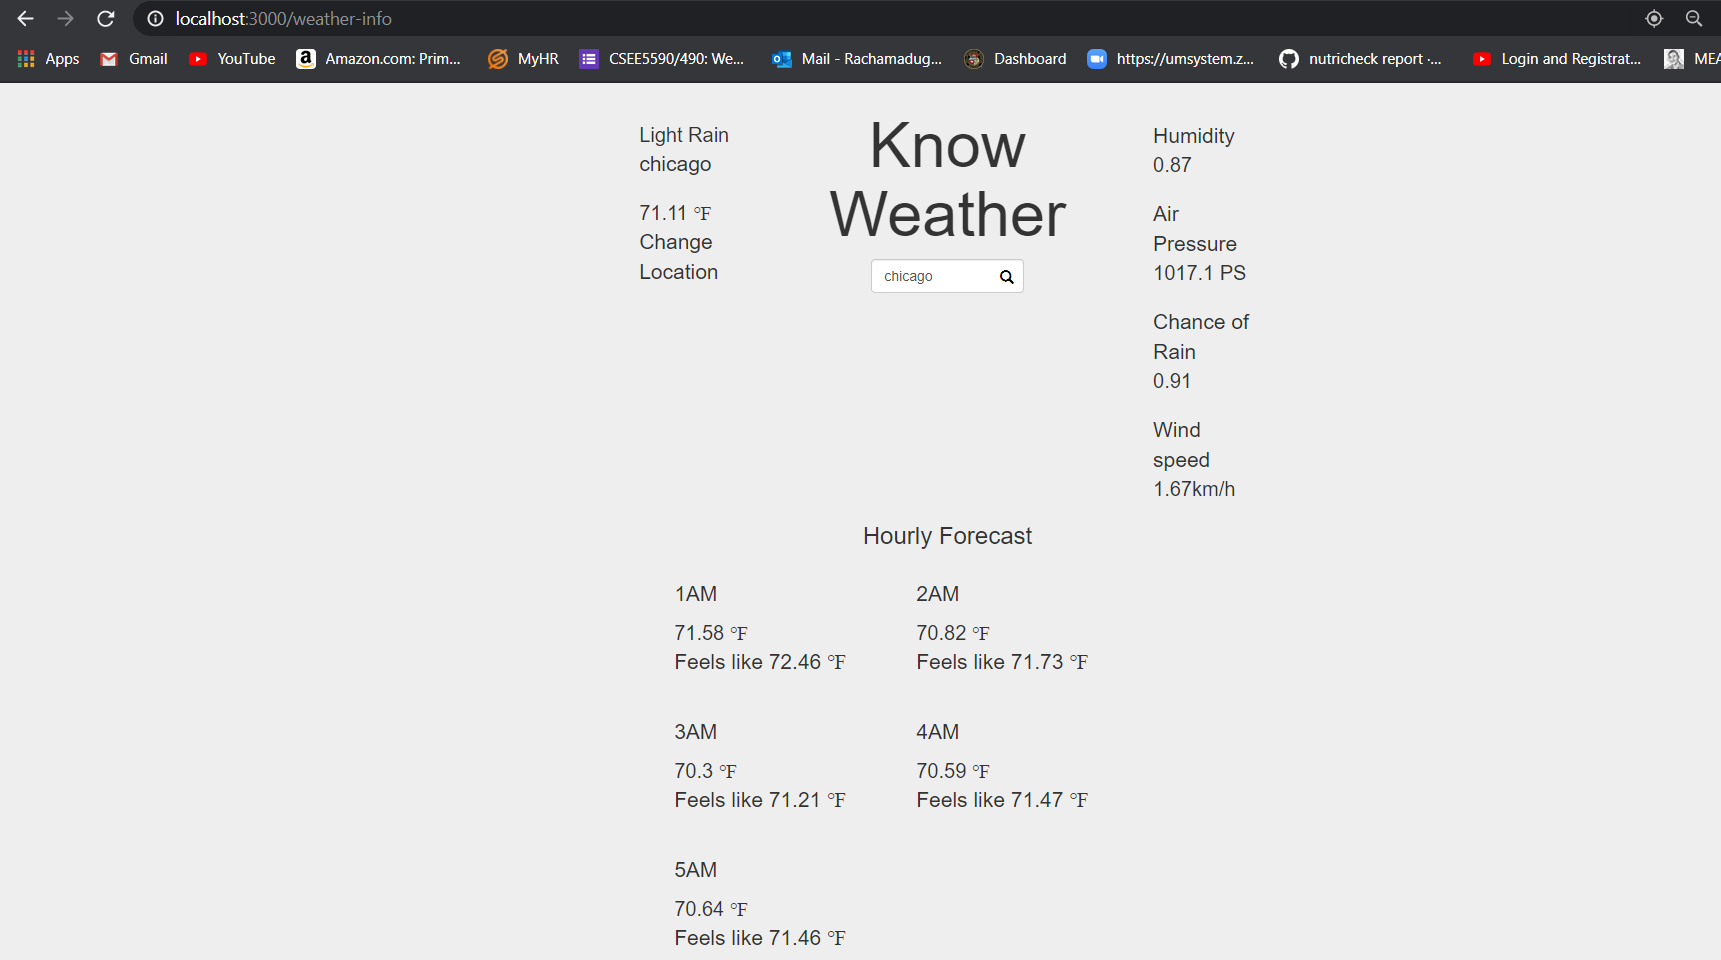 localhost:3000/weather-info
Apps
Gmail
YouTube
Amazon.com: Prim...
MyHR
CSEE5590/490: We...
Mail - Rachamadug...
Dashboard
https://umsystem.z...
nutricheck report ·...
Login and Registrat...
MEA
Light Rain
chicago
71.11 °F
Change
Location
Know
Weather
chicago
Humidity
0.87
Air
Pressure
1017.1 PS
Chance of
Rain
0.91
Wind
speed
1.67km/h
Hourly Forecast
1AM
71.58 °F
Feels like 72.46 °F
2AM
70.82 °F
Feels like 71.73 °F
3AM
70.3 °F
Feels like 71.21 °F
4AM
70.59 °F
Feels like 71.47 °F
5AM
70.64 °F
Feels like 71.46 °F